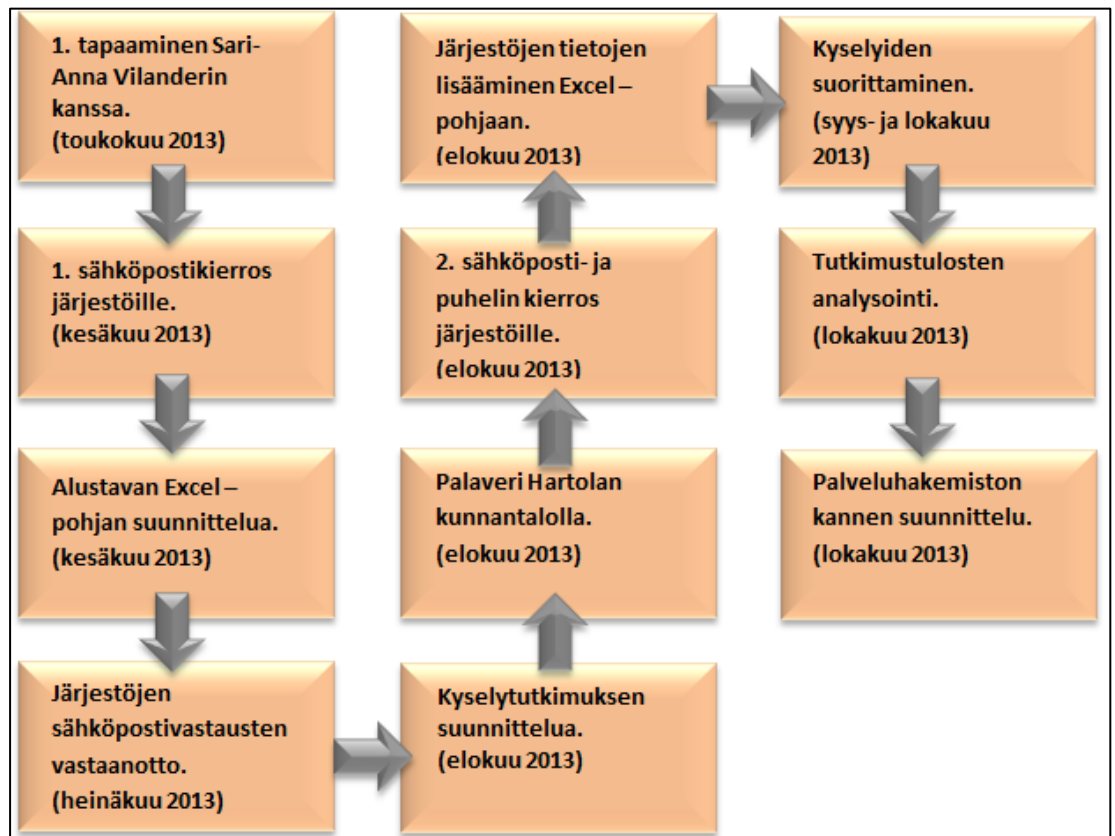 1. tapaaminen Sari-
Anna Vilanderin
kanssa.
(toukokuu 2013)
1. sähköpostikierros
järjestöille.
(kesäkuu 2013)
Alustavan Excel –
pohjan suunnittelua.
(kesäkuu 2013)
Järjestöjen
sähköpostivastausten
vastaanotto.
(heinäkuu 2013)
Kyselytutkimuksen
suunnittelua.
(elokuu 2013)
Palaveri Hartolan
kunnantalolla.
(elokuu 2013)
2. sähköposti- ja
puhelin kierros
järjestöille.
(elokuu 2013)
Järjestöjen tietojen
lisääminen Excel –
pohjaan.
(elokuu 2013)
Kyselyiden
suorittaminen.
(syys- ja lokakuu
2013)
Tutkimustulosten
analysointi.
(lokakuu 2013)
Palveluhakemiston
kannen suunnittelu.
(lokakuu 2013)